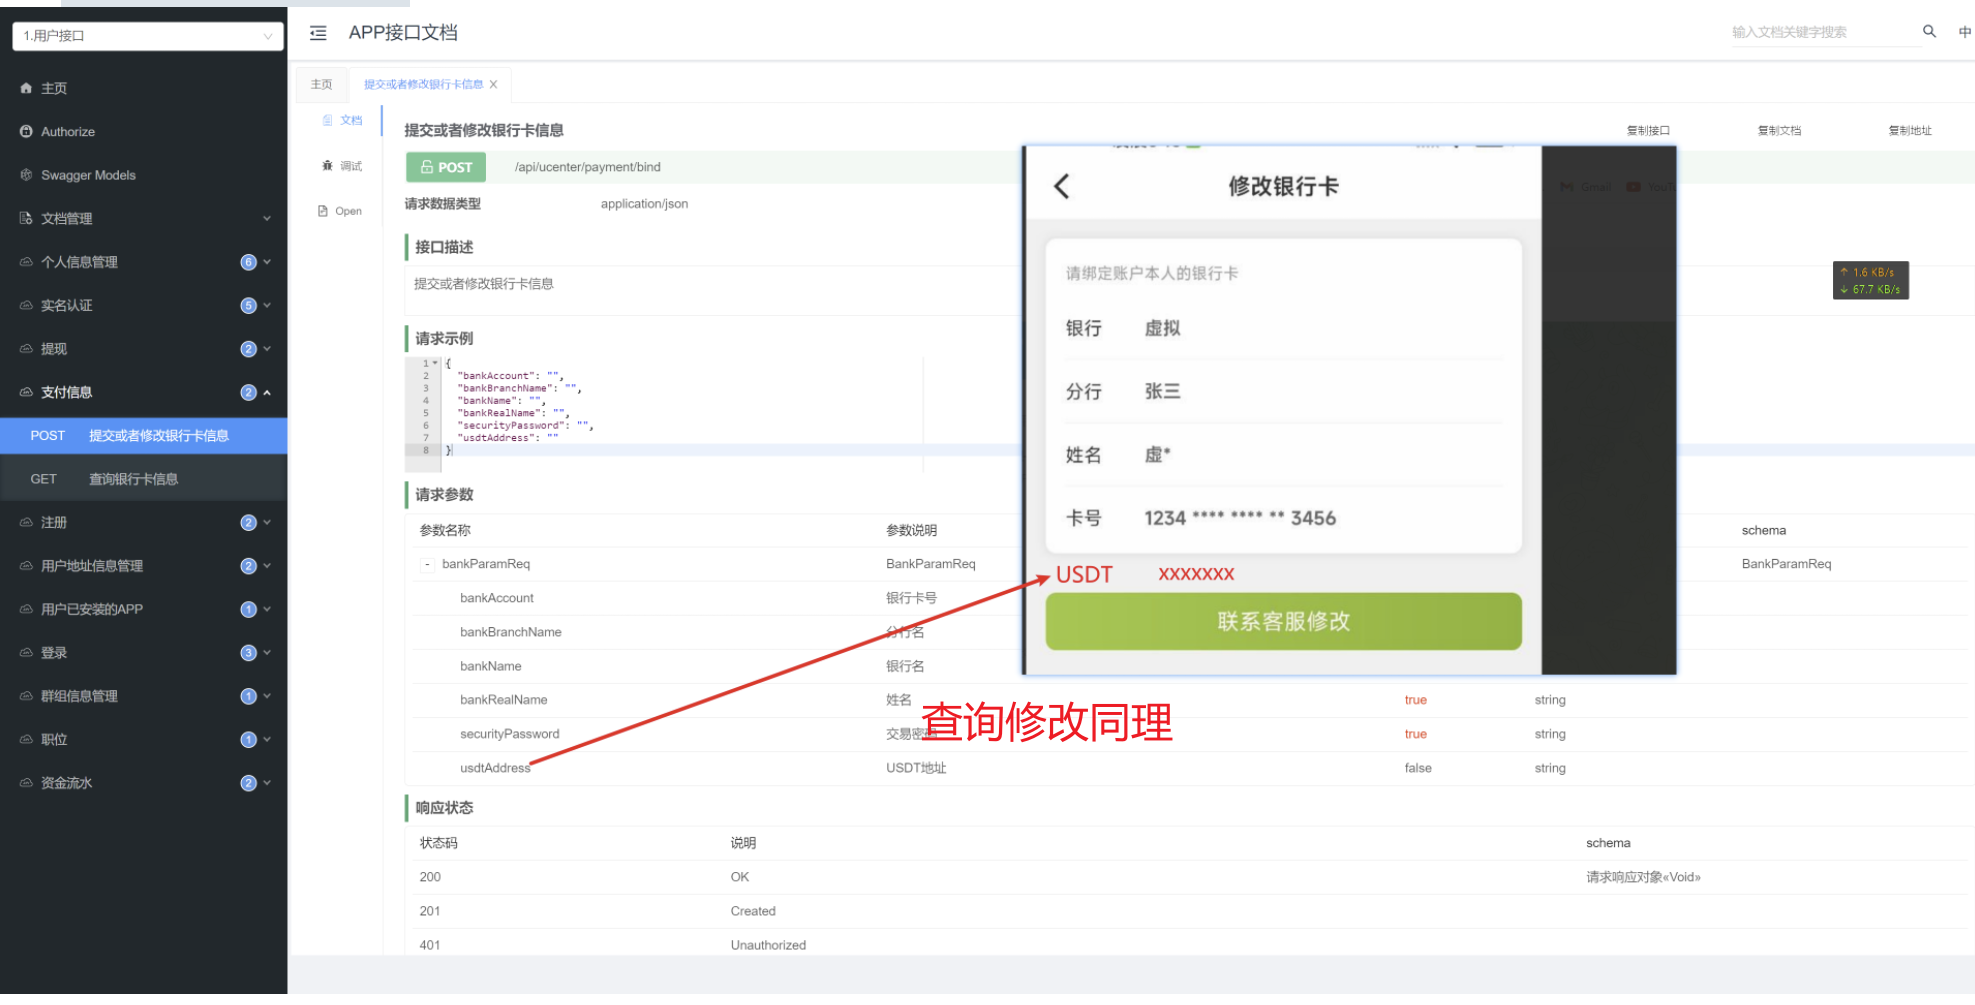 1.用户接口
APP接口文档
输入文档关键字搜索
中
主页
Authorize
Swagger Models
文档管理
个人信息管理 6
实名认证 5
提现 2
支付信息 2
POST 提交或者修改银行卡信息
GET 查询银行卡信息
注册 2
用户地址信息管理 2
用户已安装的APP 1
登录 3
群组信息管理 1
职位 1
资金流水 2
主页 提交或者修改银行卡信息 X
文档
调试
Open
提交或者修改银行卡信息
复制接口 复制文档 复制地址
POST /api/ucenter/payment/bind
请求数据类型 application/json
接口描述
提交或者修改银行卡信息
请求示例
1 {
2 "bankAccount": "",
3 "bankBranchName": "",
4 "bankName": "",
5 "bankRealName": "",
6 "securityPassword": "",
7 "usdtAddress": ""
8 }
请求参数
参数名称 参数说明 schema
- bankParamReq BankParamReq BankParamReq
bankAccount 银行卡号
bankBranchName 分行名
bankName 银行名
bankRealName 姓名 true string
securityPassword 交易密码 true string
usdtAddress USDT地址 false string
响应状态
状态码 说明 schema
200 OK 请求响应对象«Void»
201 Created
401 Unauthorized
修改银行卡
请绑定账户本人的银行卡
银行 虚拟
分行 张三
姓名 虚*
卡号 1234 **** **** ** 3456
USDT xxxxxxx
联系客服修改
查询修改同理
Gmail
↑ 1.6 KB/s
↓ 67.7 KB/s